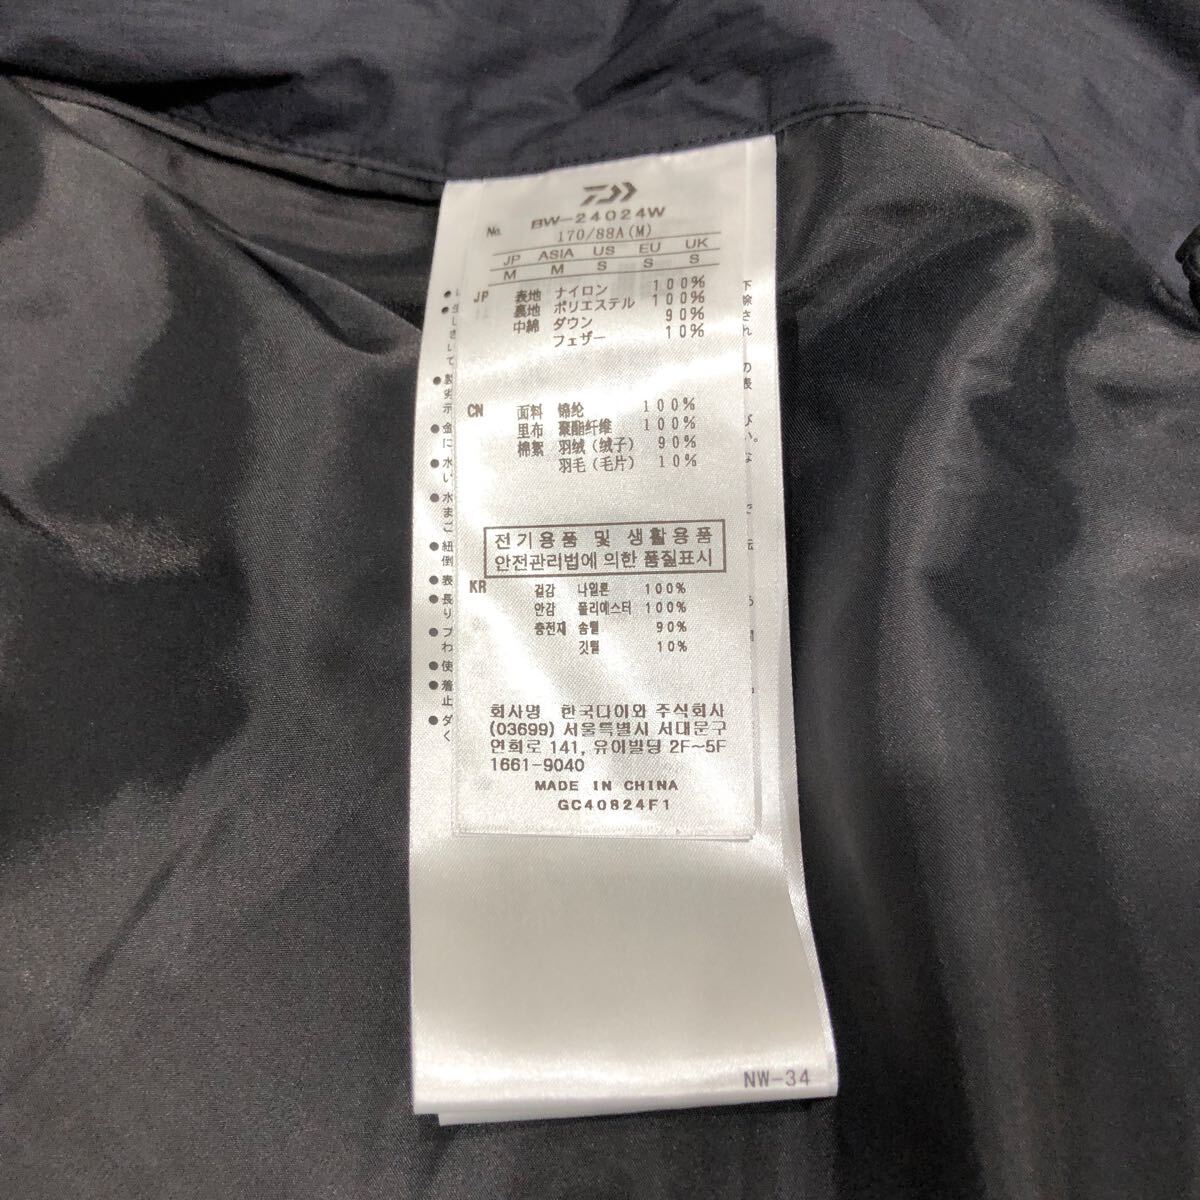 No. BW-24024W
170/88A(M)
JP ASIA US EU UK
M M S S S
JP 表地 ナイロン 100%
裏地 ポリエステル 100%
中綿 ダウン 90%
フェザー 10%
CN 面料 锦纶 100%
里布 聚酯纤维 100%
棉絮 羽绒(绒子) 90%
羽毛(毛片) 10%
전기용품 및 생활용품
안전관리법에 의한 품질표시
KR 겉감 나일론 100%
안감 폴리에스터 100%
충전재 솜털 90%
깃털 10%
회사명 한국다이와 주식회사
(03699) 서울특별시 서대문구
연희로 141, 유이빌딩 2F~5F
1661-9040
MADE IN CHINA
GC40824F1
NW-34